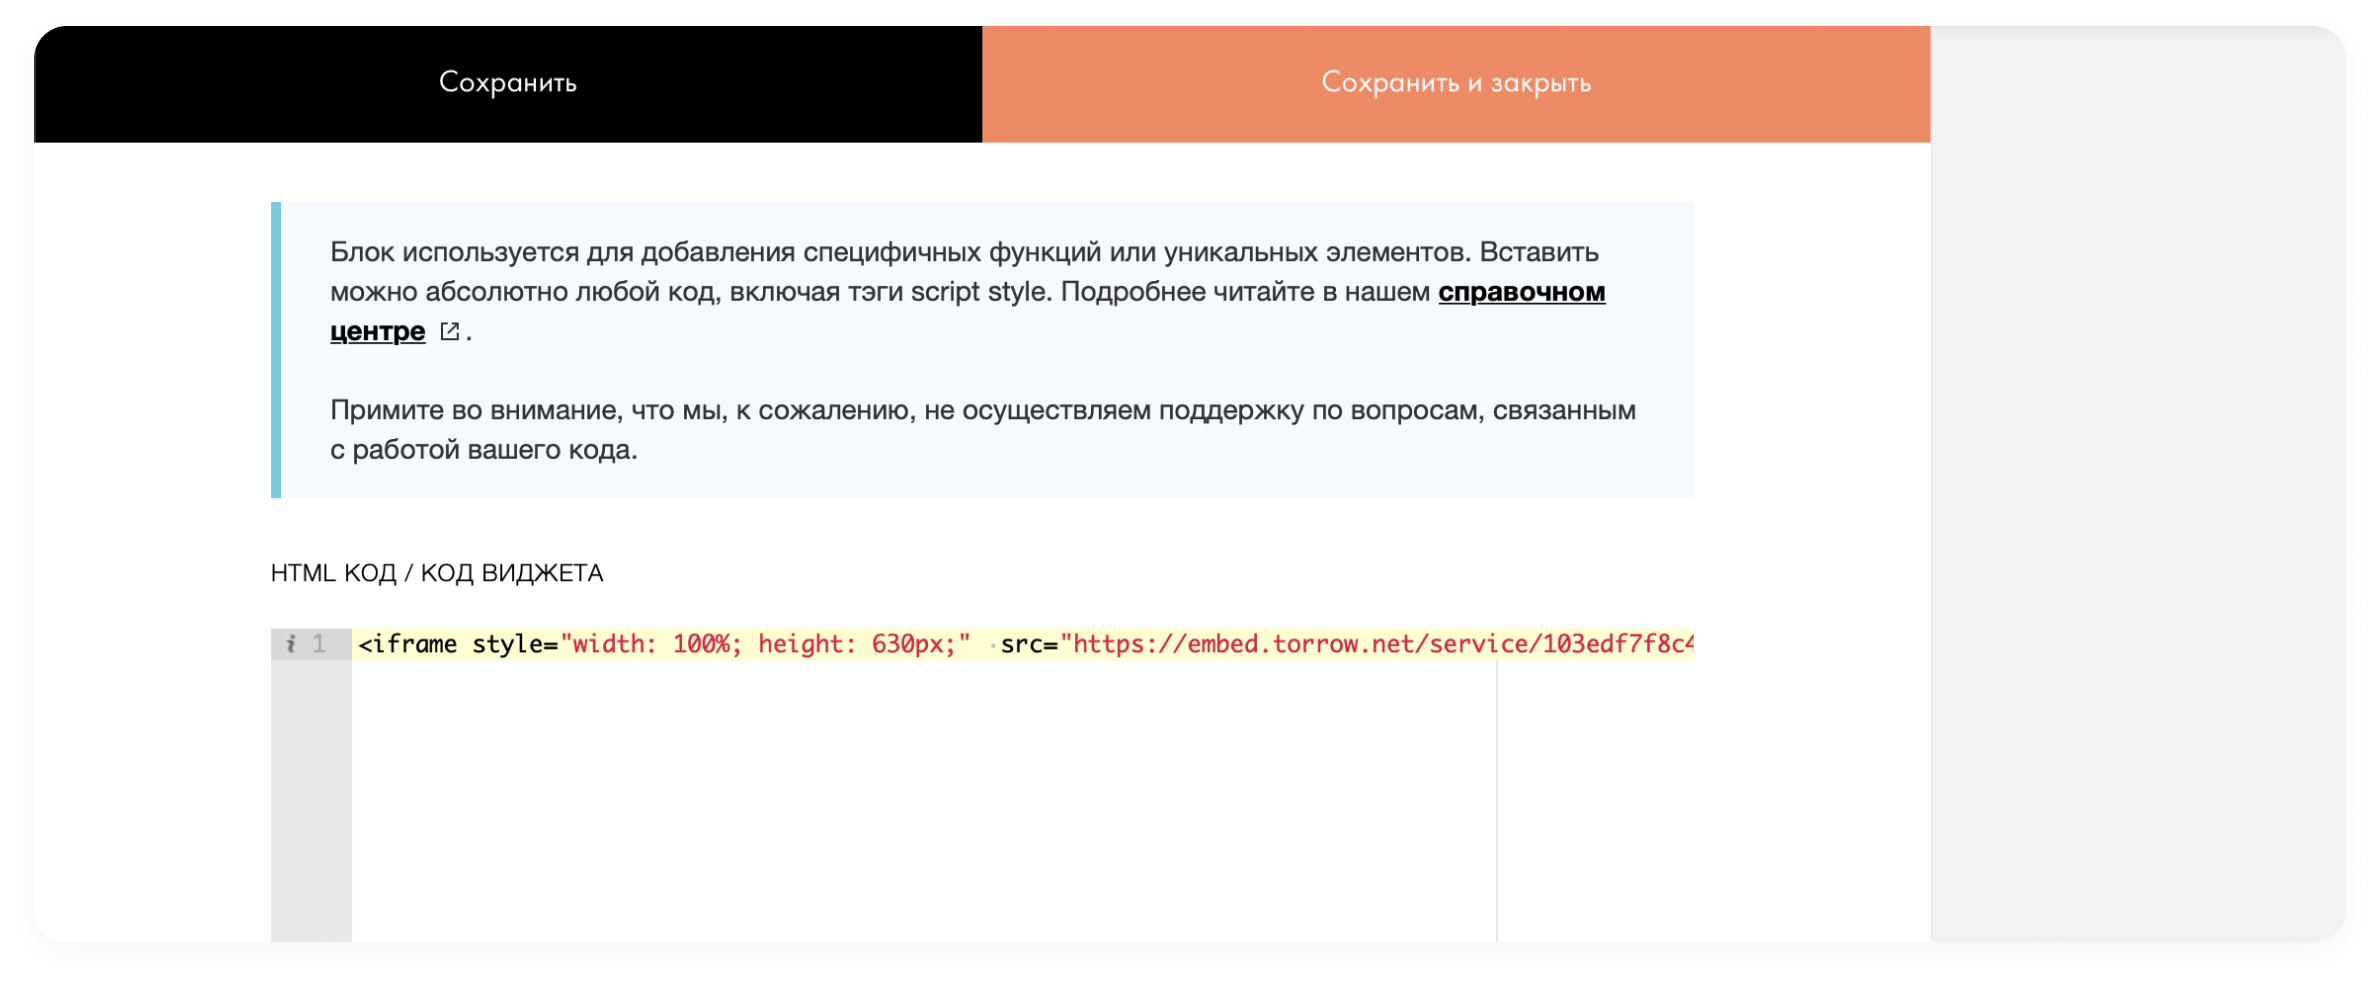 Сохранить
Сохранить и закрыть
Блок используется для добавления специфичных функций или уникальных элементов. Вставить
можно абсолютно любой код, включая тэги script style. Подробнее читайте в нашем справочном
центре .
Примите во внимание, что мы, к сожалению, не осуществляем поддержку по вопросам, связанным
с работой вашего кода.
HTML КОД / КОД ВИДЖЕТА
i 1 <iframe style="width: 100%; height: 630px;" ·src="https://embed.torrow.net/service/103edf7f8c4